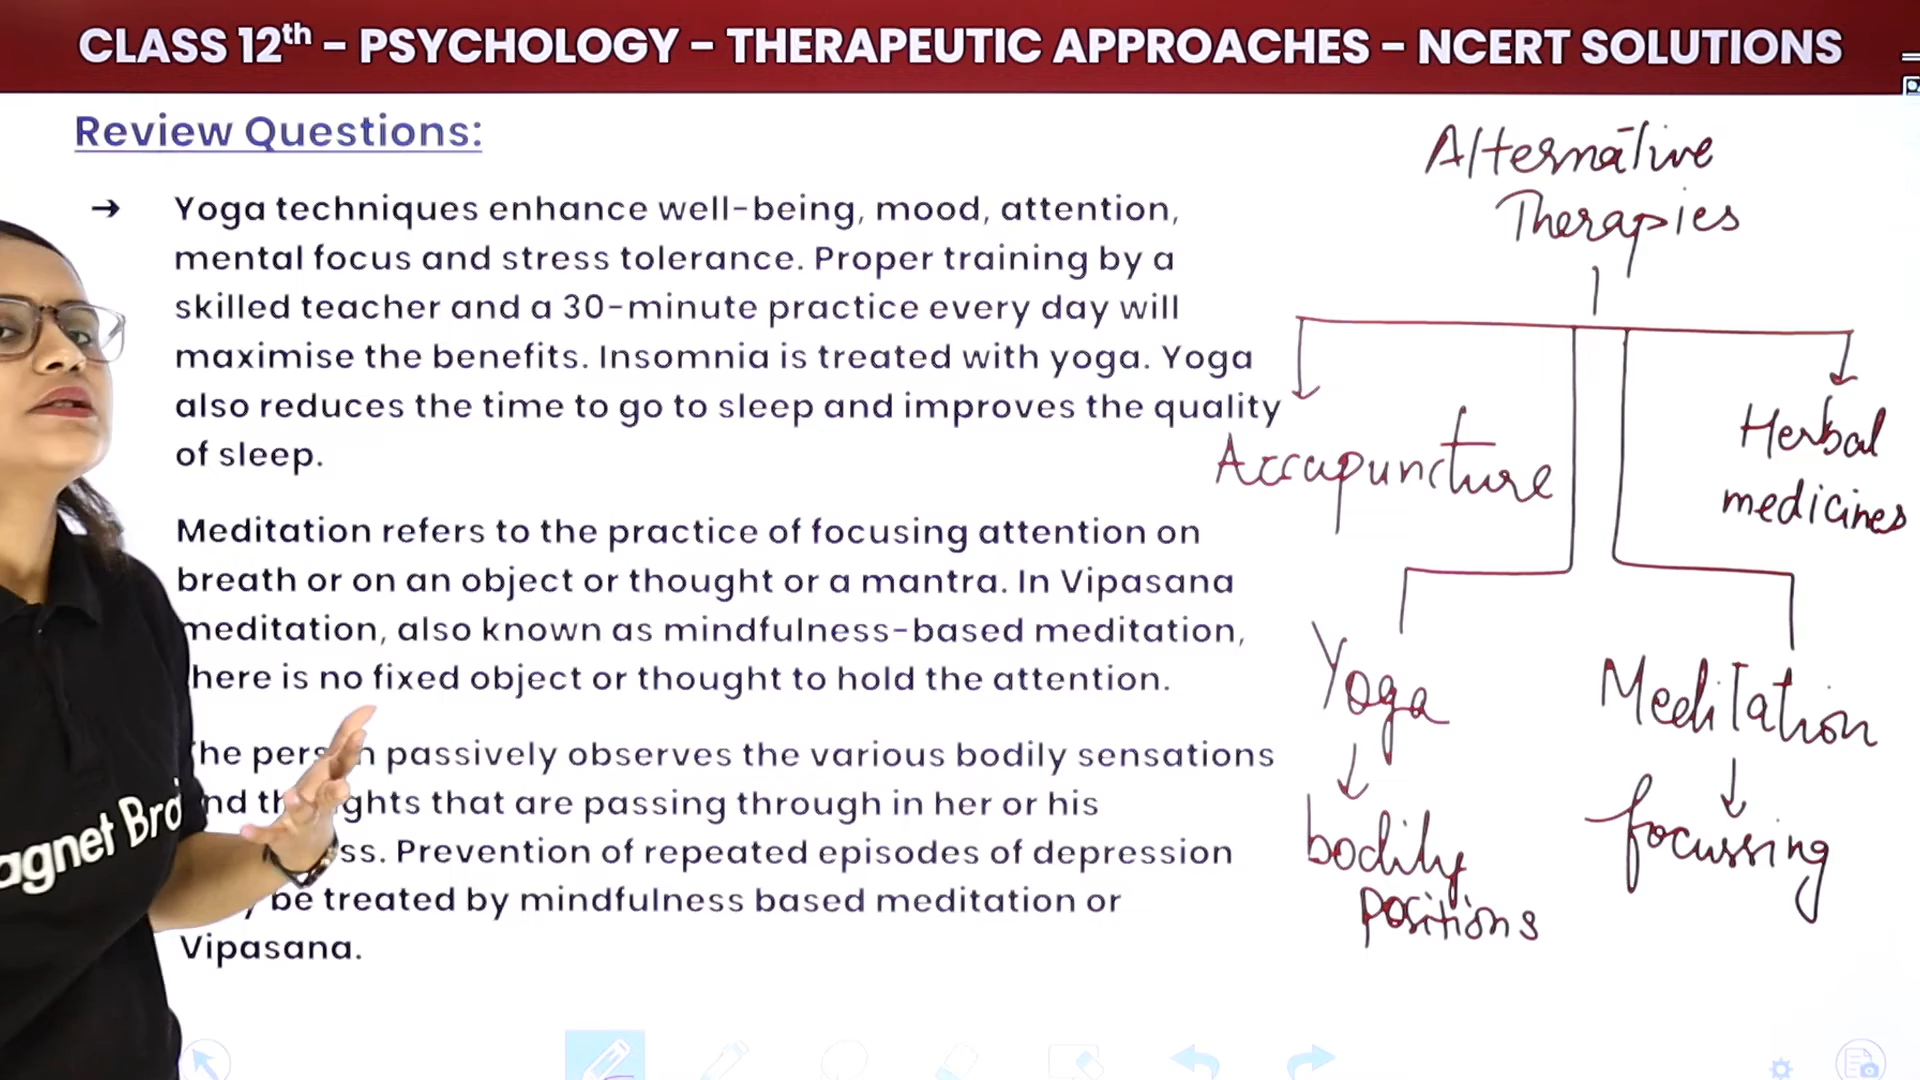 CLASS 12th - PSYCHOLOGY - THERAPEUTIC APPROACHES - NCERT SOLUTIONS
Review Questions:
→ Yoga techniques enhance well-being, mood, attention,
mental focus and stress tolerance. Proper training by a
skilled teacher and a 30-minute practice every day will
maximise the benefits. Insomnia is treated with yoga. Yoga
also reduces the time to go to sleep and improves the quality
of sleep.
Meditation refers to the practice of focusing attention on
breath or on an object or thought or a mantra. In Vipasana
meditation, also known as mindfulness-based meditation,
here is no fixed object or thought to hold the attention.
he person passively observes the various bodily sensations
nd thoughts that are passing through in her or his
ss. Prevention of repeated episodes of depression
be treated by mindfulness based meditation or
Vipasana.
Alternative
Therapies
Accupuncture
Herbal
medicines
Yoga
Meditation
bodily
positions
focussing
agnet Bra